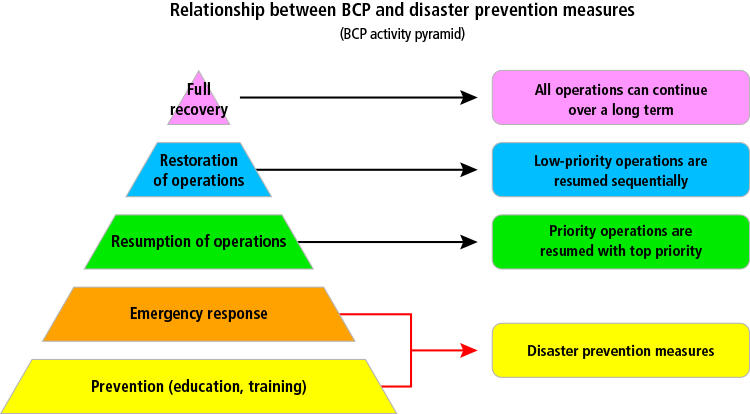 Relationship between BCP and disaster prevention measures
(BCP activity pyramid)
Full
recovery
All operations can continue
over a long term
Restoration
of operations
Low-priority operations are
resumed sequentially
Resumption of operations
Priority operations are
resumed with top priority
Emergency response
Disaster prevention measures
Prevention (education, training)